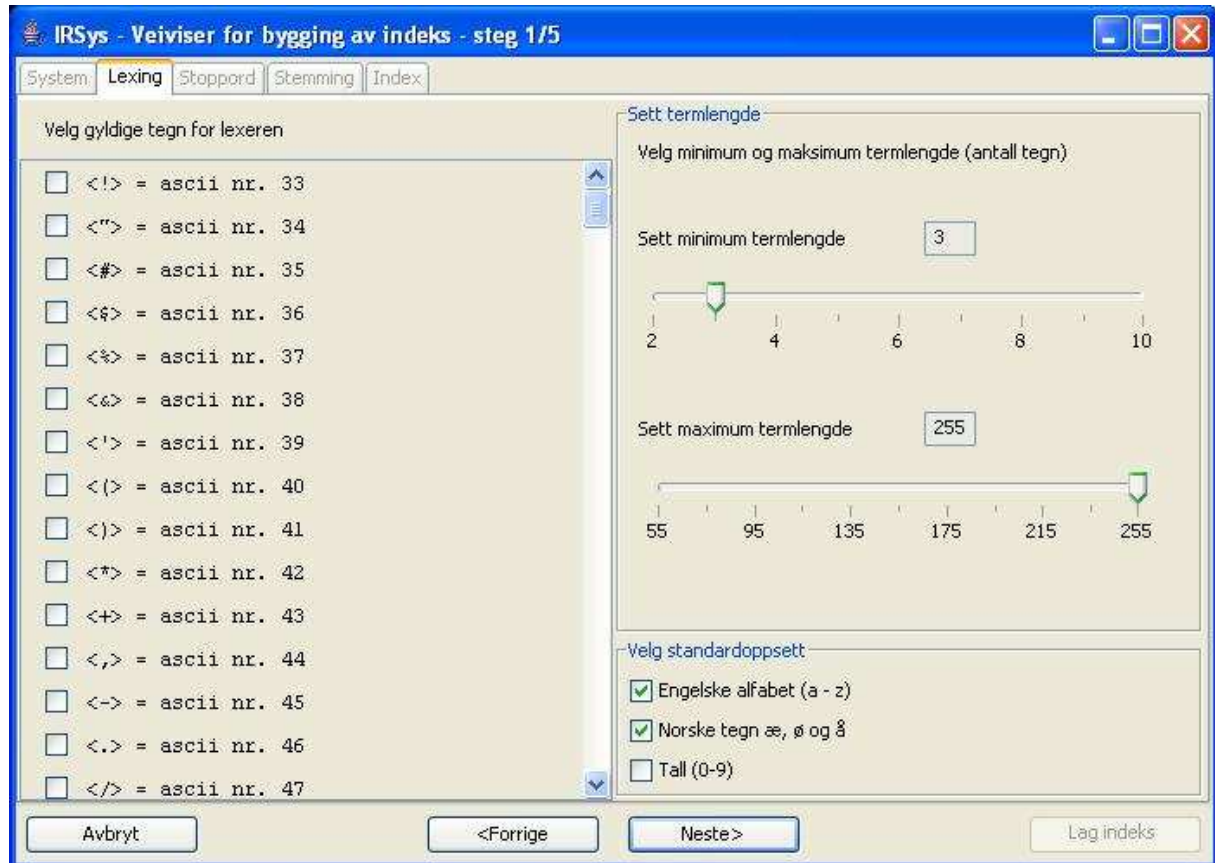 IRSys - Veiviser for bygging av indeks - steg 1/5
System Lexing Stoppord Stemming Index
Velg gyldige tegn for lexeren
<!> = ascii nr. 33
<"> = ascii nr. 34
<#> = ascii nr. 35
<$> = ascii nr. 36
<%> = ascii nr. 37
<&> = ascii nr. 38
<'> = ascii nr. 39
<(> = ascii nr. 40
<)> = ascii nr. 41
<*> = ascii nr. 42
<+> = ascii nr. 43
<,> = ascii nr. 44
<-> = ascii nr. 45
<.> = ascii nr. 46
</> = ascii nr. 47
Sett termlengde
Velg minimum og maksimum termlengde (antall tegn)
Sett minimum termlengde 3
2 4 6 8 10
Sett maximum termlengde 255
55 95 135 175 215 255
Velg standardoppsett
Engelske alfabet (a - z)
Norske tegn æ, ø og å
Tall (0-9)
Avbryt <Forrige Neste> Lag indeks